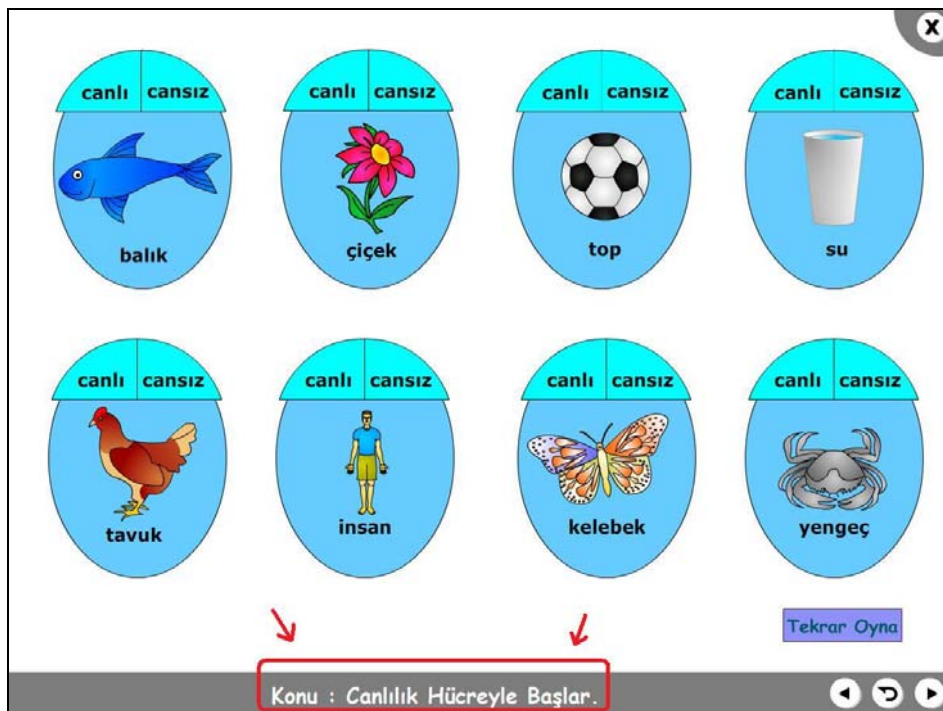 X
canlı cansız
canlı cansız
canlı cansız
canlı cansız
balık
çiçek
top
su
canlı cansız
canlı cansız
canlı cansız
canlı cansız
tavuk
insan
kelebek
yengeç
Tekrar Oyna
Konu : Canlılık Hücreyle Başlar.